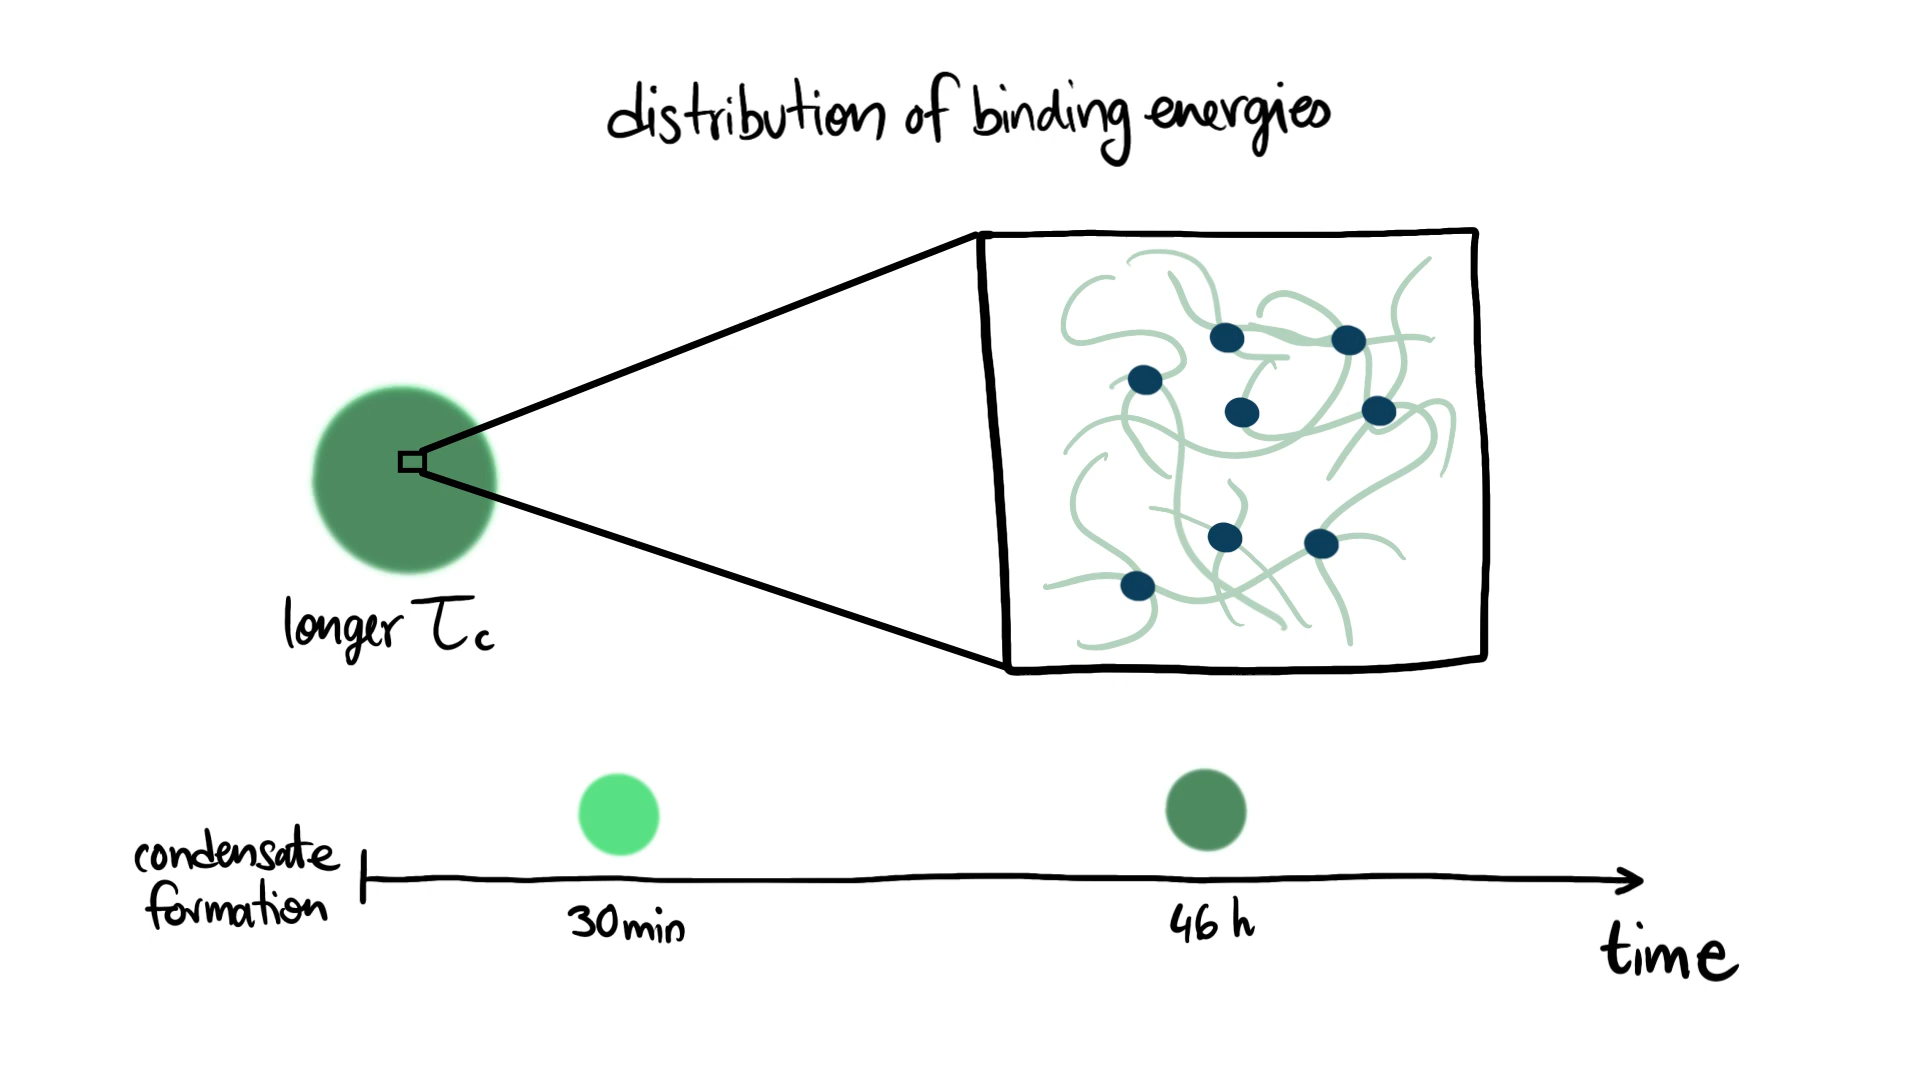 distribution of binding energies
longer τc
condensate
formation
30min
46 h
time